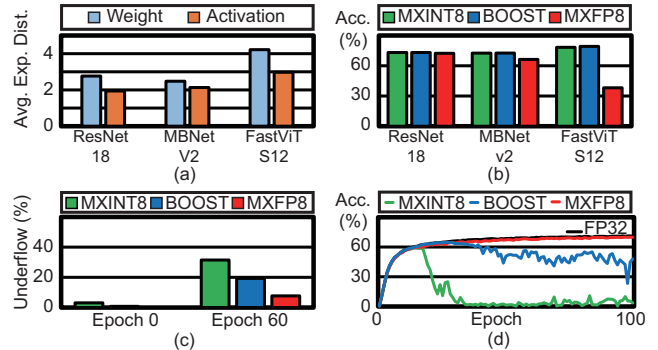 Weight Activation
Avg. Exp. Dist.
4
2
0
ResNet 18
MBNet V2
FastViT S12
(a)
Acc. (%)
MXINT8 BOOST MXFP8
60
30
0
ResNet 18
MBNet v2
FastViT S12
(b)
MXINT8 BOOST MXFP8
Underflow (%)
40
20
0
Epoch 0 Epoch 60
(c)
Acc. (%)
MXINT8 BOOST MXFP8
FP32
60
30
0
0 Epoch 100
(d)